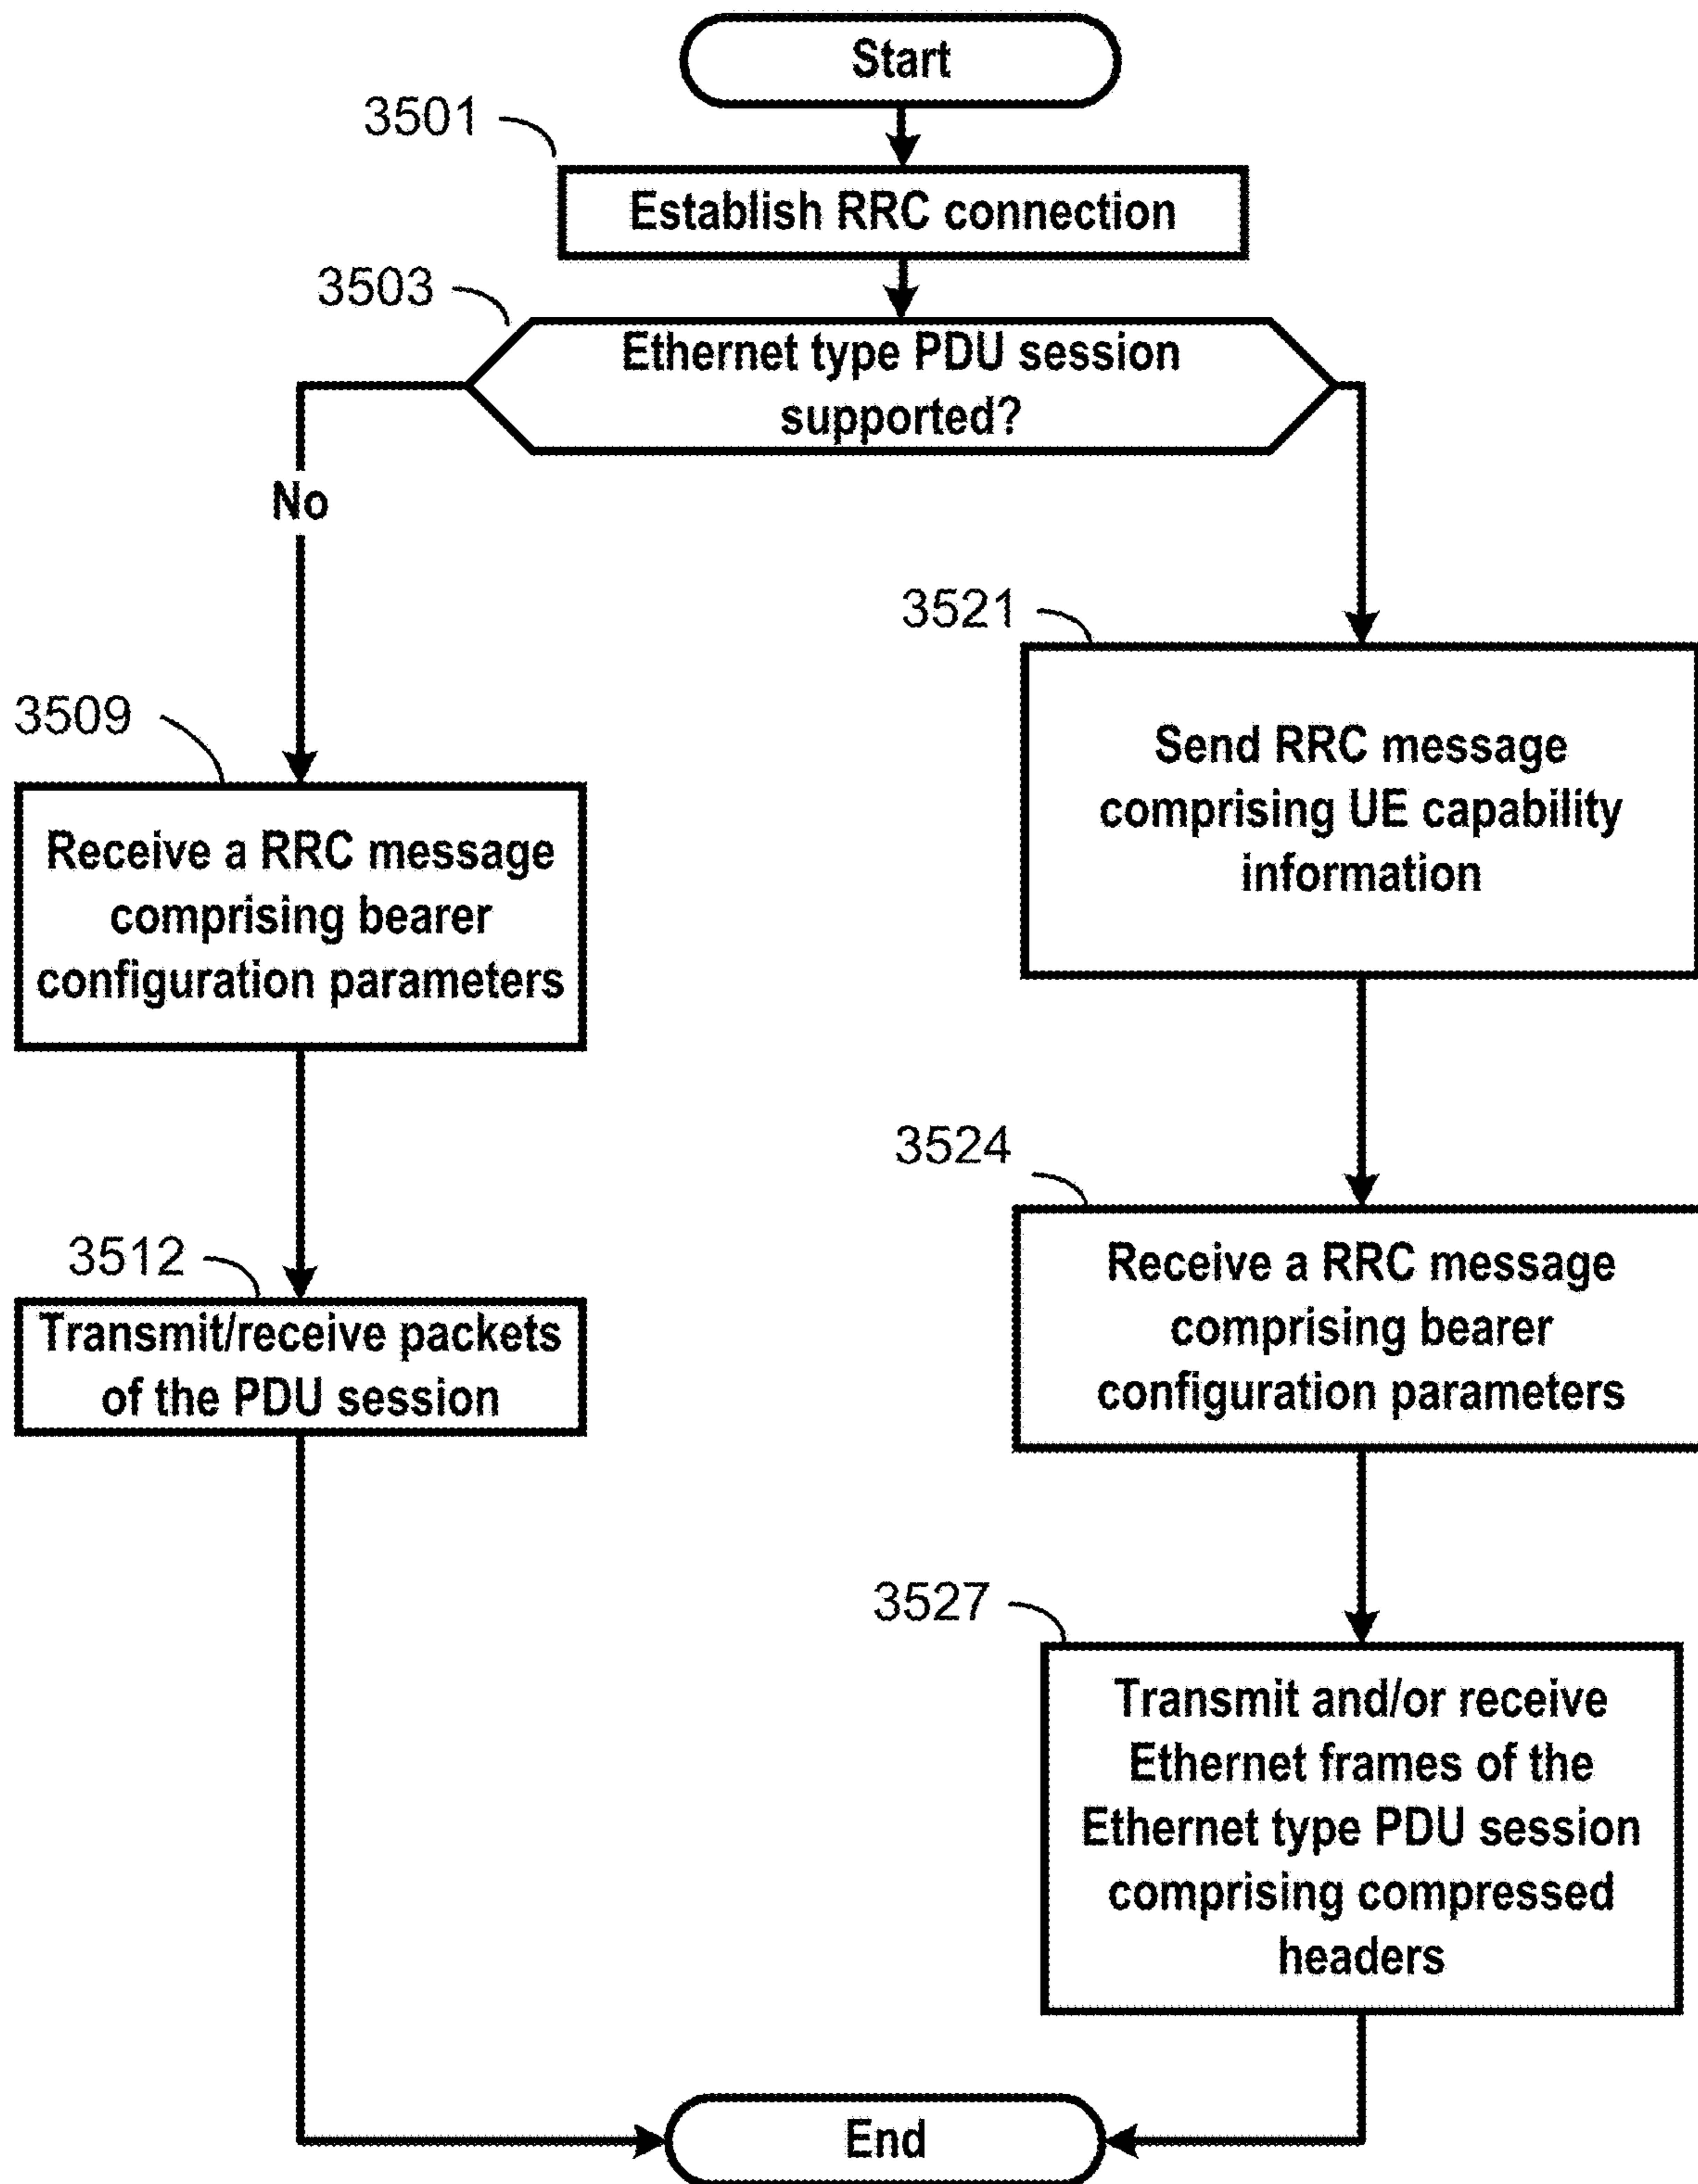 Start
3501
Establish RRC connection
3503
Ethernet type PDU session
supported?
No
3521
Send RRC message
comprising UE capability
information
3509
Receive a RRC message
comprising bearer
configuration parameters
3524
Receive a RRC message
comprising bearer
configuration parameters
3512
Transmit/receive packets
of the PDU session
3527
Transmit and/or receive
Ethernet frames of the
Ethernet type PDU session
comprising compressed
headers
End